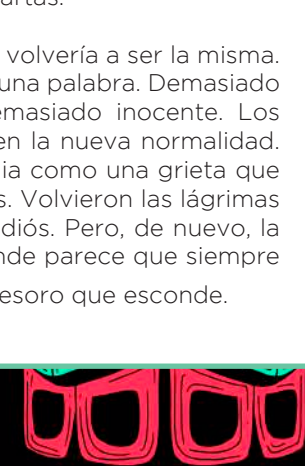 volvería a ser la misma.
una palabra. Demasiado
emasiado inocente. Los
en la nueva normalidad.
ia como una grieta que
s. Volvieron las lágrimas
diós. Pero, de nuevo, la
nde parece que siempre
esoro que esconde.